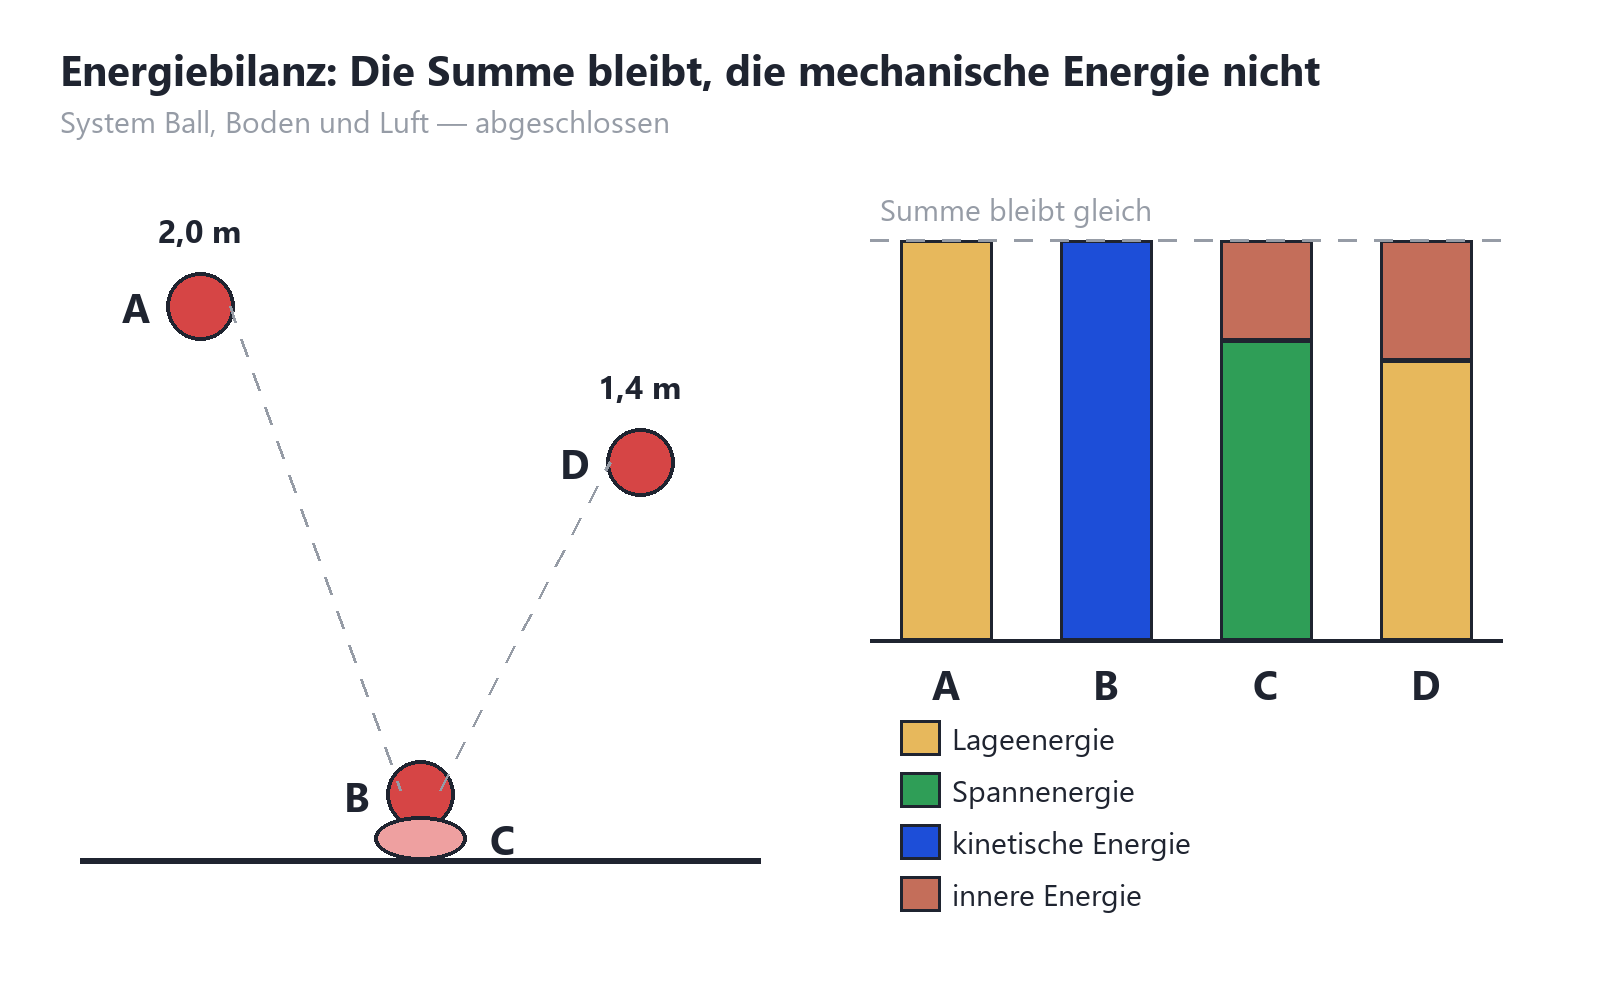 Energiebilanz: Die Summe bleibt, die mechanische Energie nicht
System Ball, Boden und Luft — abgeschlossen
2,0 m
A
1,4 m
D
B
C
Summe bleibt gleich
A B C D
Lageenergie
Spannenergie
kinetische Energie
innere Energie